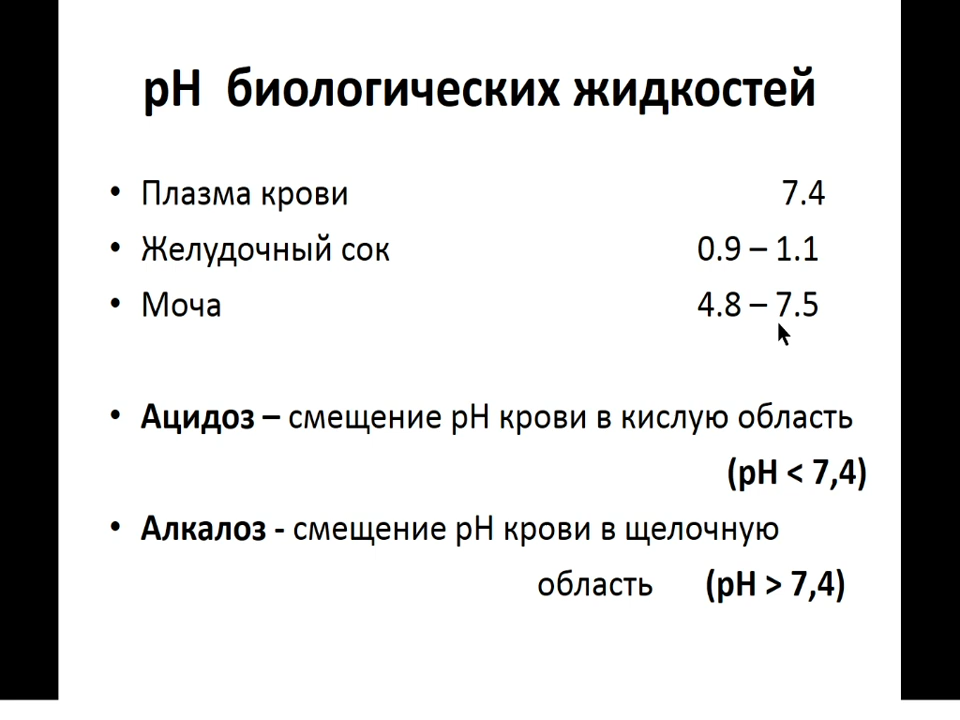 pH биологических жидкостей
• Плазма крови 7.4
• Желудочный сок 0.9 – 1.1
• Моча 4.8 – 7.5
• Ацидоз – смещение pH крови в кислую область
(pH < 7,4)
• Алкалоз - смещение pH крови в щелочную
область (pH > 7,4)